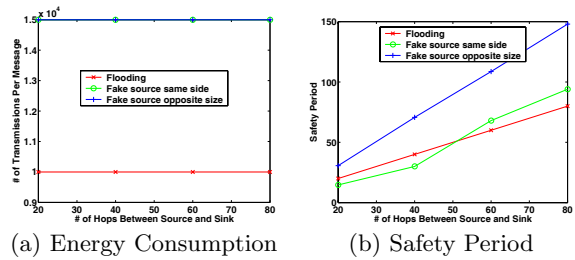 1.5 x 10⁴
1.4
1.3
1.2
1.1
1
0.9
# of Transmissions Per Message
Flooding
Fake source same side
Fake source opposite size
20 30 40 50 60 70 80
# of Hops Between Source and Sink
(a) Energy Consumption
150
100
50
0
Safety Period
Flooding
Fake source same side
Fake source opposite size
20 30 40 50 60 70 80
# of Hops Between Source and Sink
(b) Safety Period